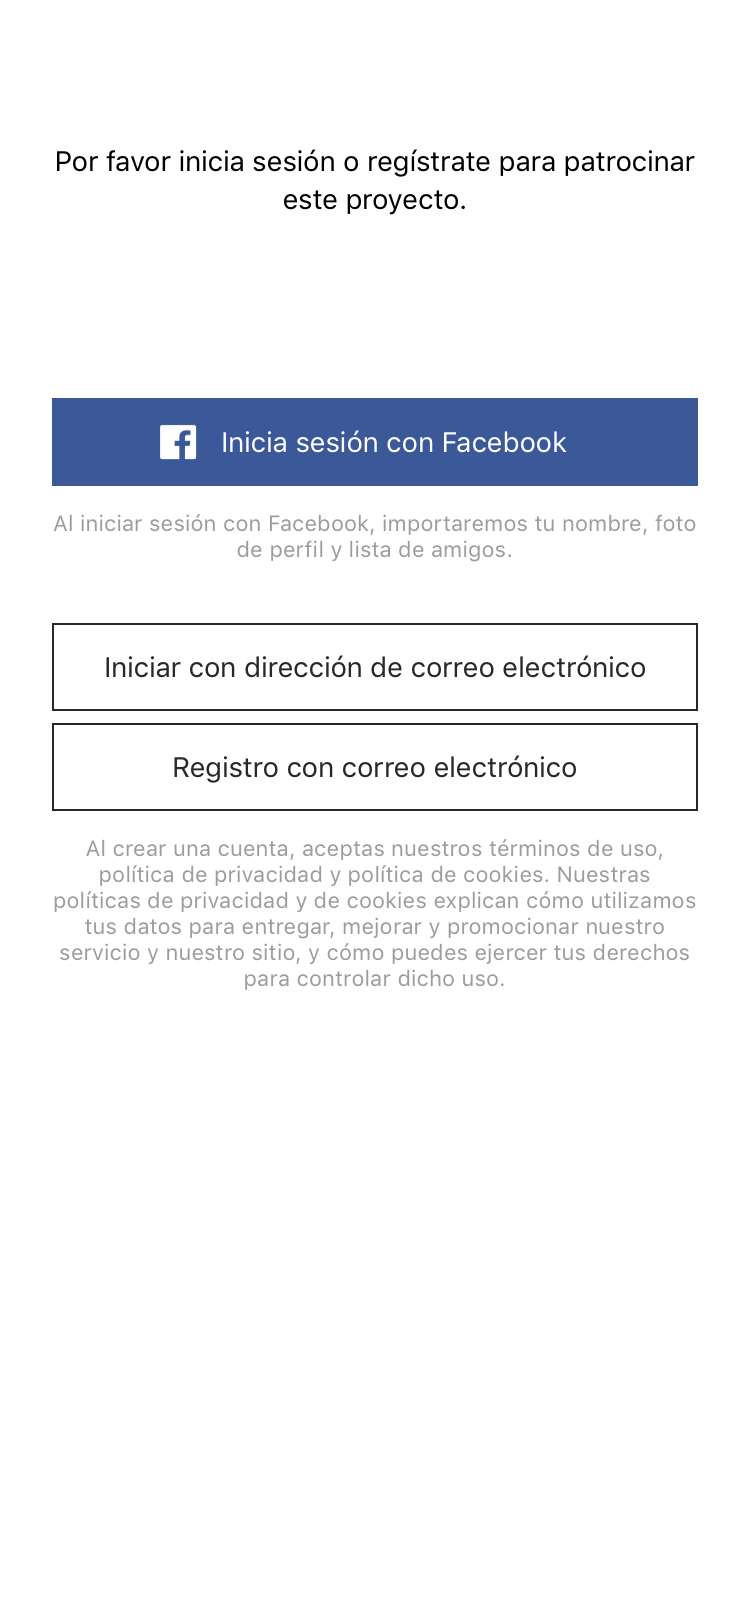 Por favor inicia sesión o regístrate para patrocinar
este proyecto.
Inicia sesión con Facebook
Al iniciar sesión con Facebook, importaremos tu nombre, foto
de perfil y lista de amigos.
Iniciar con dirección de correo electrónico
Registro con correo electrónico
Al crear una cuenta, aceptas nuestros términos de uso,
política de privacidad y política de cookies. Nuestras
políticas de privacidad y de cookies explican cómo utilizamos
tus datos para entregar, mejorar y promocionar nuestro
servicio y nuestro sitio, y cómo puedes ejercer tus derechos
para controlar dicho uso.